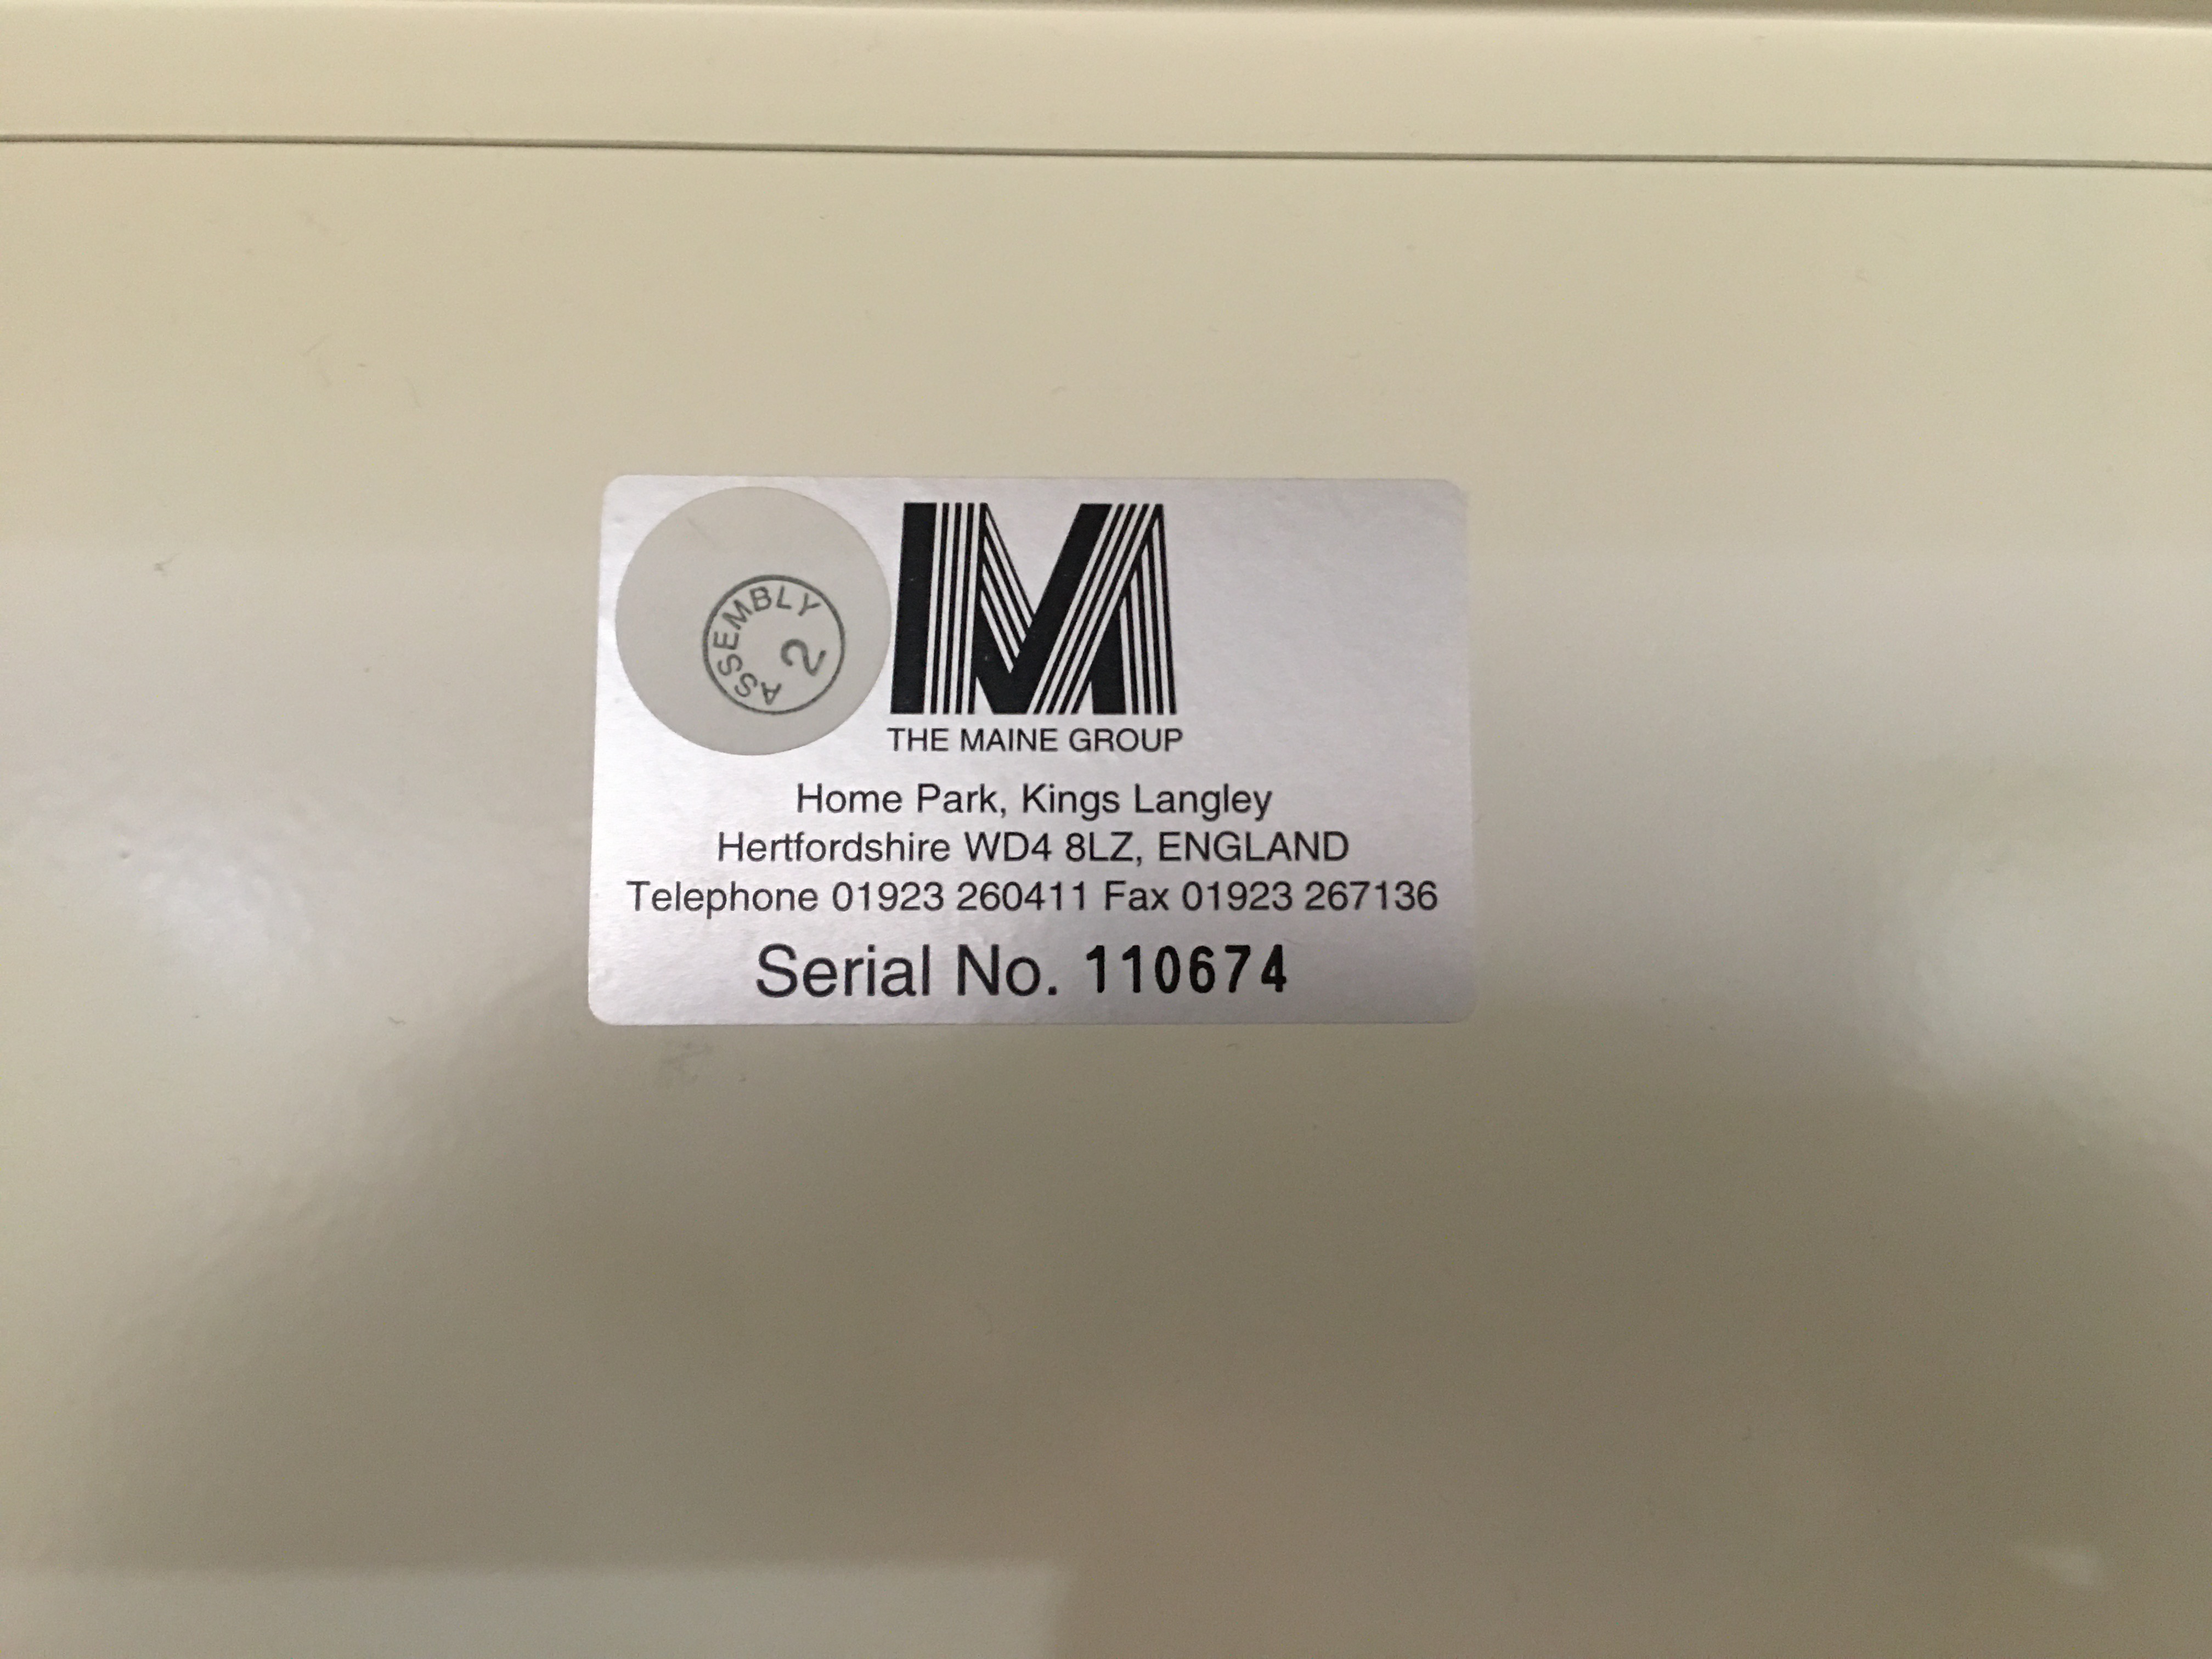 ASSEMBLY
2
M
THE MAINE GROUP
Home Park, Kings Langley
Hertfordshire WD4 8LZ, ENGLAND
Telephone 01923 260411 Fax 01923 267136
Serial No. 110674